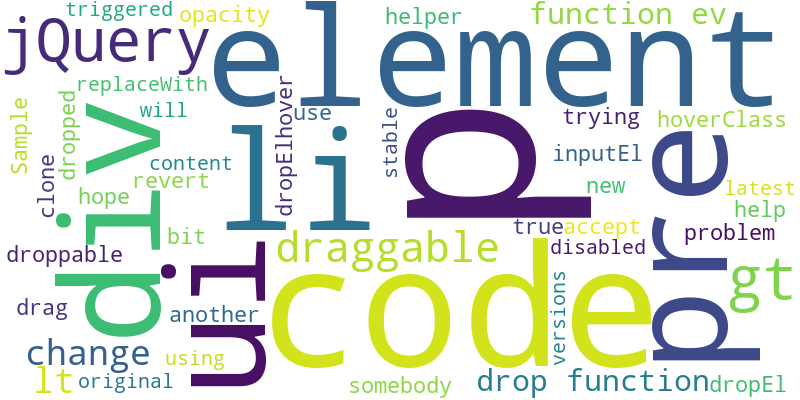 triggered
opacity
helper
function ev
jQuery
element
replaceWith
will
dropElhover
use
trying
hoverClass
Sample
dropped
div
li
stable
p
pre
content
inputEl
clone
revert
hope
new
latest
help
bit
true
accept
problem
droppable
ui
draggable
disabled
code
gt
drag
another
versions
change
using
lt
original
somebody
drop function
dropEl